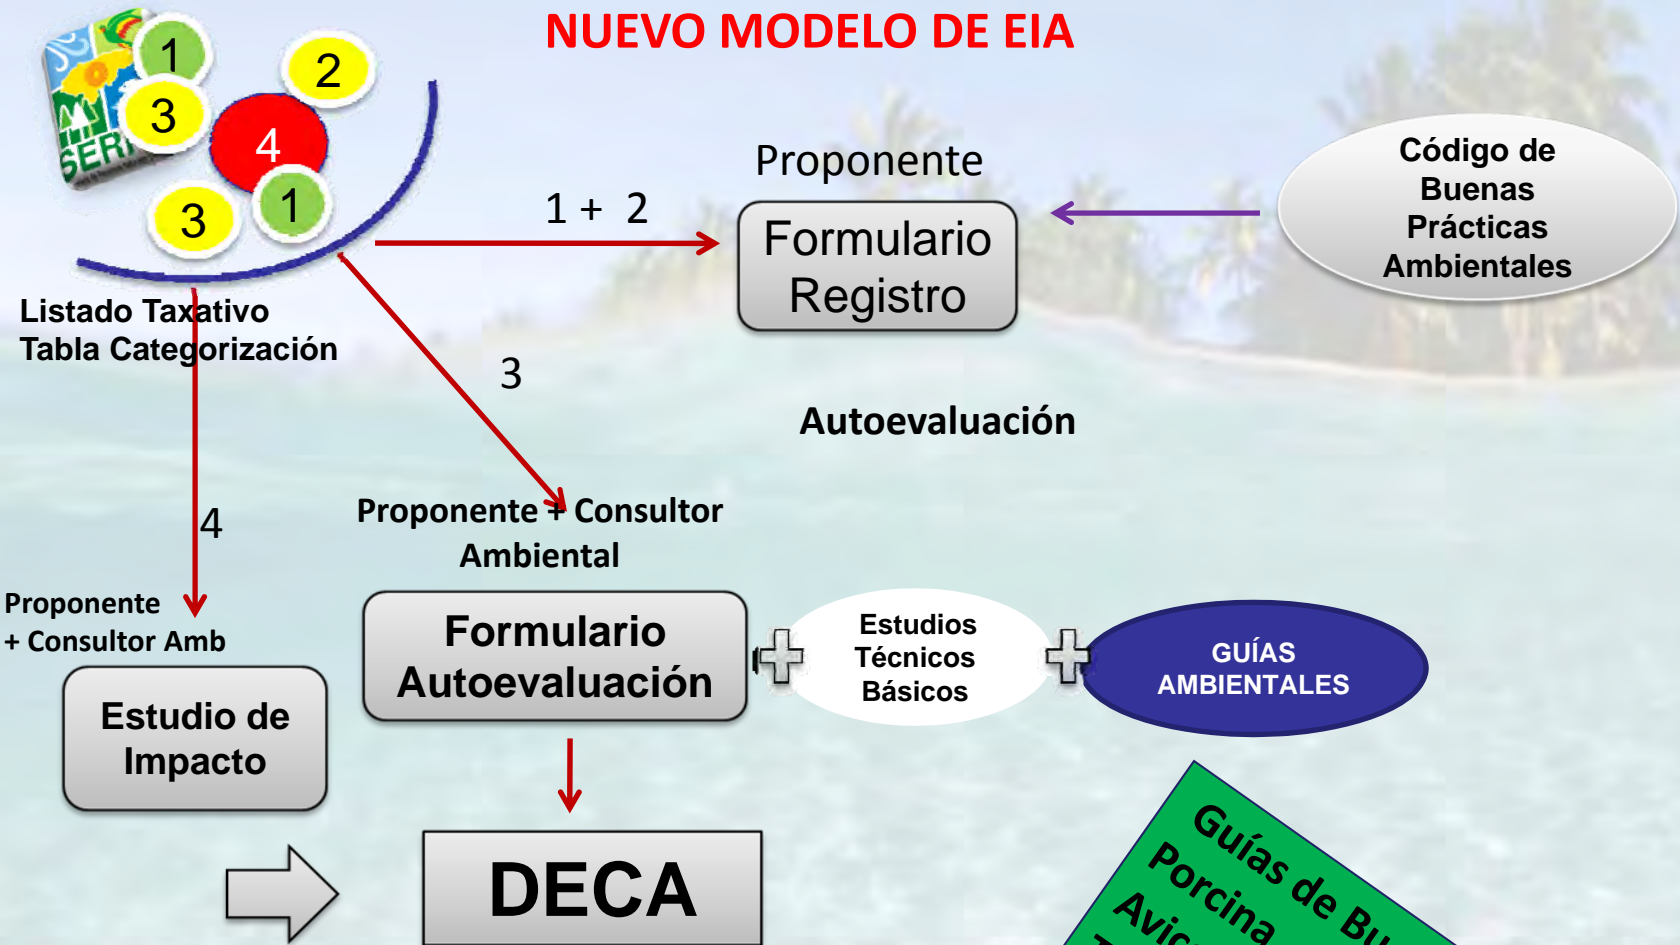 NUEVO MODELO DE EIA
1
2
3
4
3
1
Listado Taxativo
Tabla Categorización
1 + 2
Proponente
Formulario
Registro
Código de
Buenas
Prácticas
Ambientales
3
Autoevaluación
4
Proponente + Consultor
Ambiental
Proponente
+ Consultor Amb
Formulario
Autoevaluación
Estudios
Técnicos
Básicos
GUÍAS
AMBIENTALES
Estudio de
Impacto
DECA
Guías de
Porcina